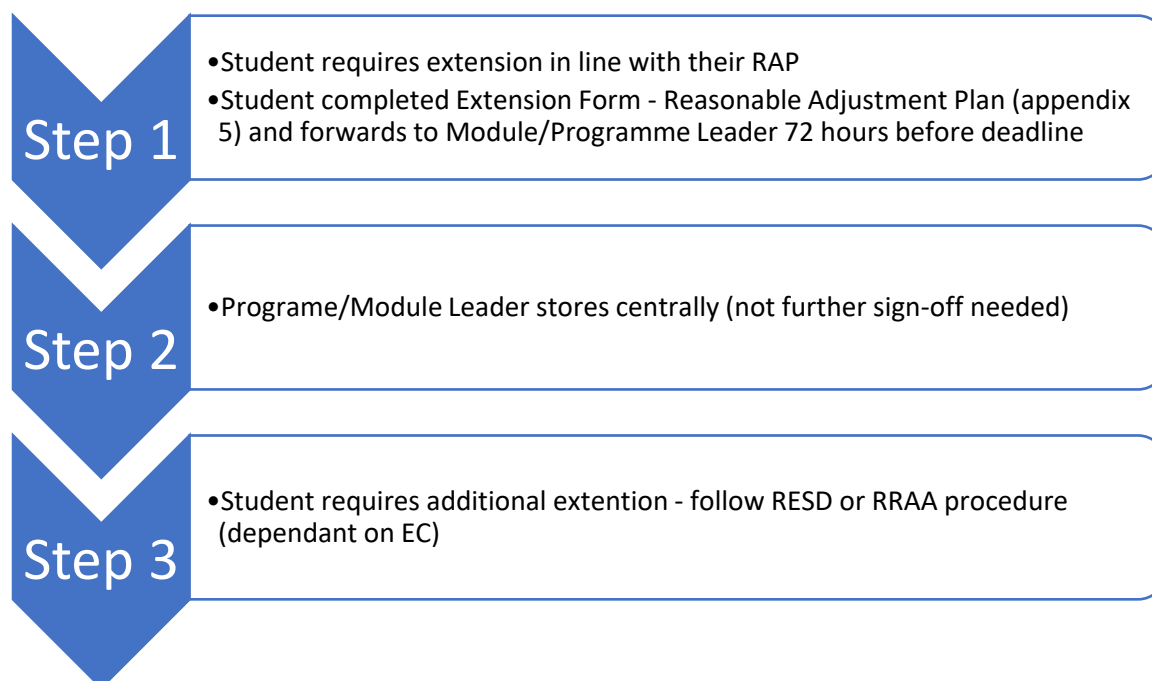 Step 1
•Student requires extension in line with their RAP
•Student completed Extension Form - Reasonable Adjustment Plan (appendix
5) and forwards to Module/Programme Leader 72 hours before deadline
Step 2
•Programe/Module Leader stores centrally (not further sign-off needed)
Step 3
•Student requires additional extention - follow RESD or RRAA procedure
(dependant on EC)